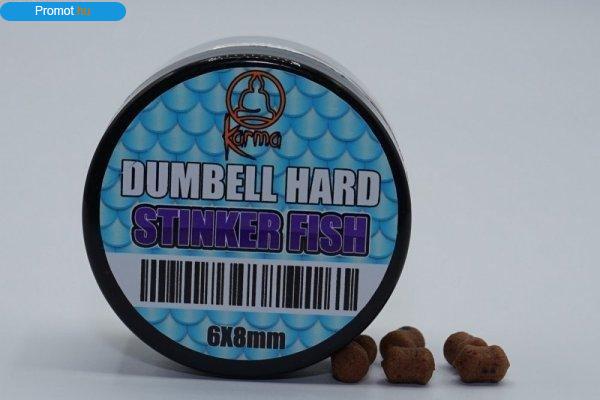 Promot.hu
Karma
DUMBELL HARD
STINKER FISH
6X8mm